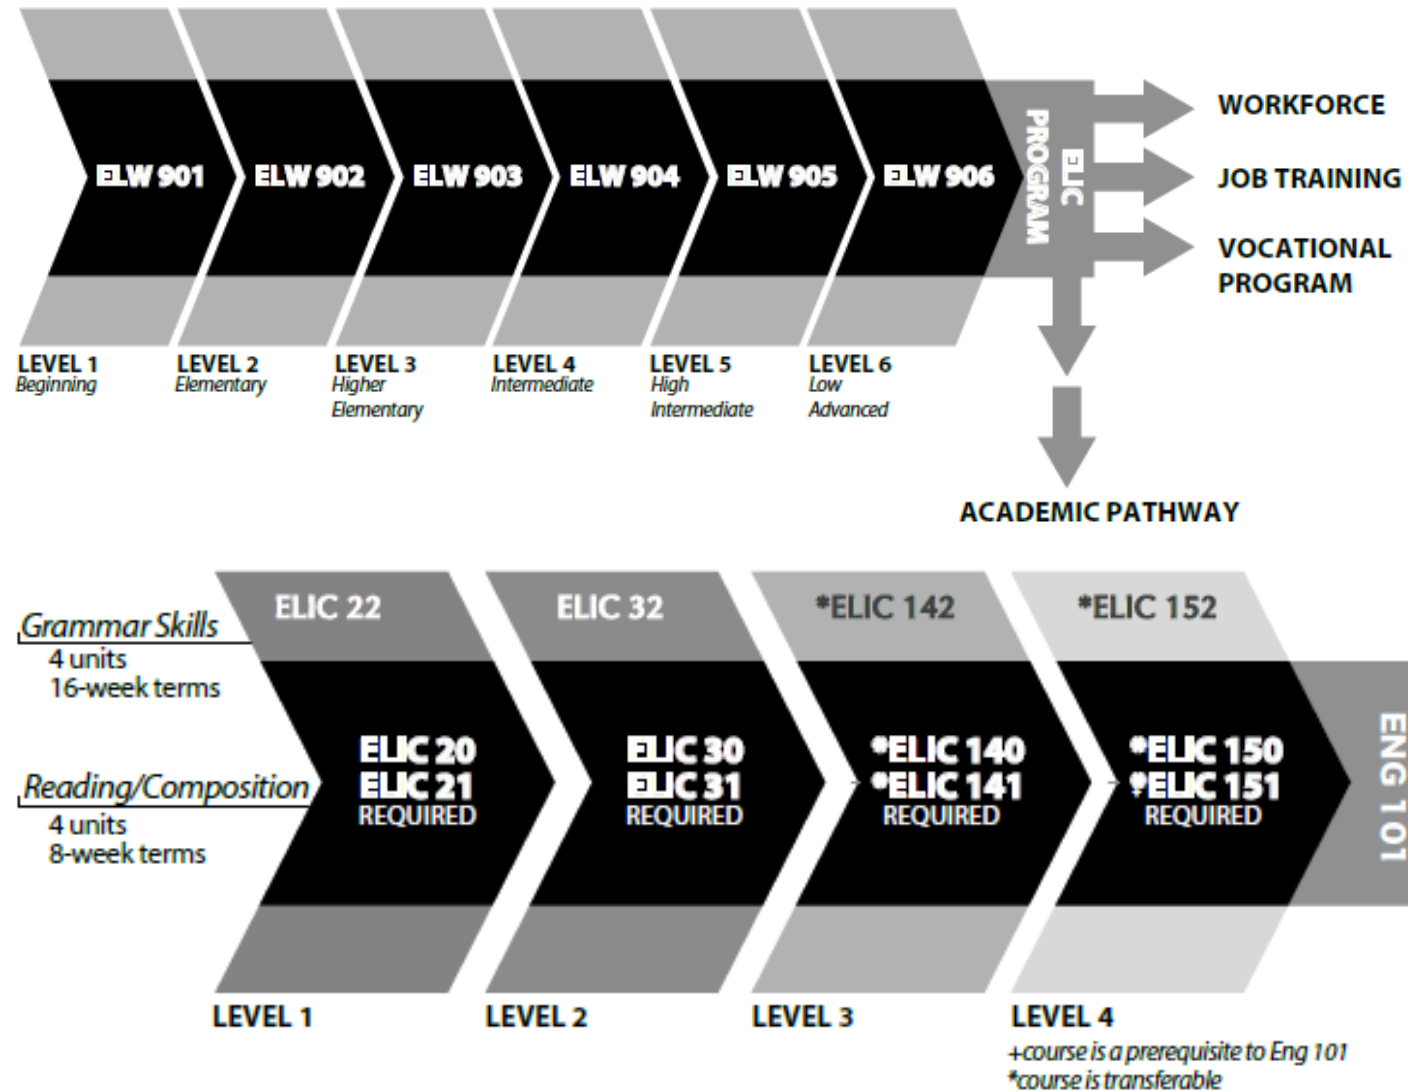 ELW 901
ELW 902
ELW 903
ELW 904
ELW 905
ELW 906
ELIC
PROGRAM
WORKFORCE
JOB TRAINING
VOCATIONAL
PROGRAM
LEVEL 1
Beginning
LEVEL 2
Elementary
LEVEL 3
Higher
Elementary
LEVEL 4
Intermediate
LEVEL 5
High
Intermediate
LEVEL 6
Low
Advanced
ACADEMIC PATHWAY
Grammar Skills
4 units
16-week terms
ELIC 22
ELIC 32
*ELIC 142
*ELIC 152
Reading/Composition
4 units
8-week terms
ELIC 20
ELIC 21
REQUIRED
ELIC 30
ELIC 31
REQUIRED
*ELIC 140
*ELIC 141
REQUIRED
*ELIC 150
ELIC 151
REQUIRED
ENG 101
LEVEL 1
LEVEL 2
LEVEL 3
LEVEL 4
+course is a prerequisite to Eng 101
*course is transferable